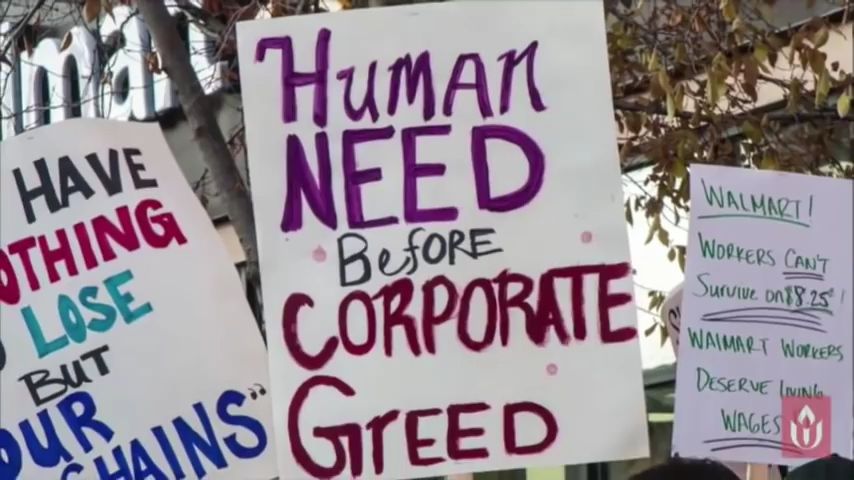 HAVE
OTHING
LOSE
BUT
OUR
CHAINS"
HUMAN
NEED
BEFORE
CORPORATE
GREED
WALMART!
WORKERS CAN'T
SURVIVE ON $8.25!
WALMART WORKERS
DESERVE LIVING
WAGES